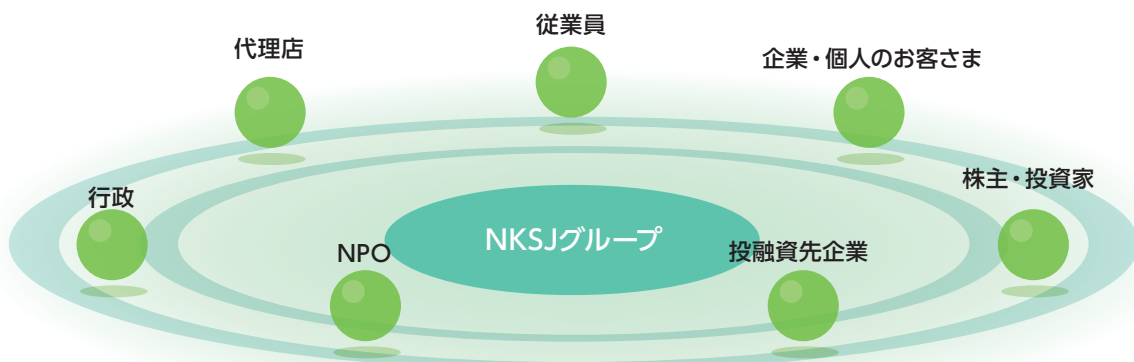 従業員
代理店
企業・個人のお客さま
株主・投資家
行政
NKSJグループ
NPO
投融資先企業